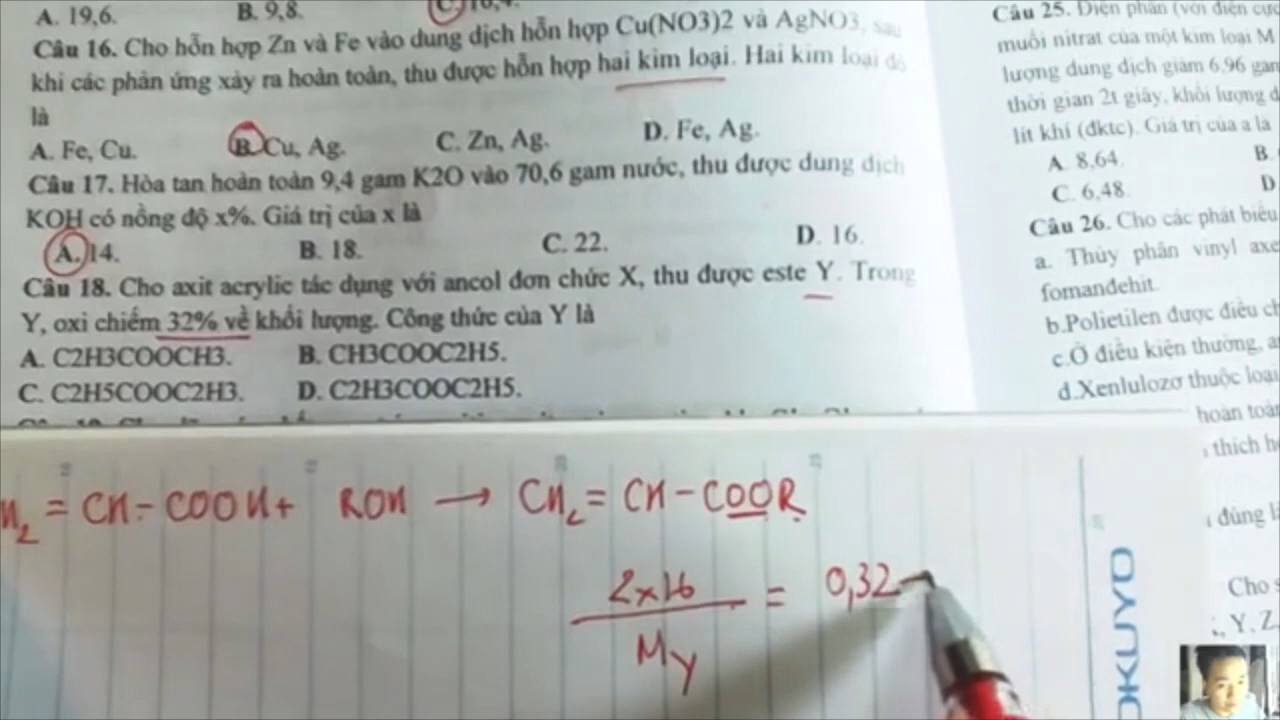 A. 19,6. B. 9,8. C. 16,4.
Câu 16. Cho hỗn hợp Zn và Fe vào dung dịch hỗn hợp Cu(NO3)2 và AgNO3, sau
khi các phản ứng xảy ra hoàn toàn, thu được hỗn hợp hai kim loại. Hai kim loại đó
là
A. Fe, Cu. B. Cu, Ag. C. Zn, Ag. D. Fe, Ag.
Câu 17. Hòa tan hoàn toàn 9,4 gam K2O vào 70,6 gam nước, thu được dung dịch
KOH có nồng độ x%. Giá trị của x là
A. 14. B. 18. C. 22. D. 16.
Câu 18. Cho axit acrylic tác dụng với ancol đơn chức X, thu được este Y. Trong
Y, oxi chiếm 32% về khối lượng. Công thức của Y là
A. C2H3COOCH3. B. CH3COOC2H5.
C. C2H5COOC2H3. D. C2H3COOC2H5.
H2 = CH - COOH + ROH → CH2 = CH - COOR
2x16
= 0,32
MY
Câu 25. Điện phân (với điện cực
muối nitrat của một kim loại M
lượng dung dịch giảm 6,96 gam
thời gian 2t giây, khối lượng d
lít khí (đktc). Giá trị của a là
A. 8,64. B.
C. 6,48. D
Câu 26. Cho các phát biểu
a. Thủy phân vinyl axe
fomanđehit.
b.Polietilen được điều ch
c.Ở điều kiện thường, a
d.Xenlulozơ thuộc loại
hoàn toàn
thích h
đúng l
Cho s
, Y, Z
OKUYO